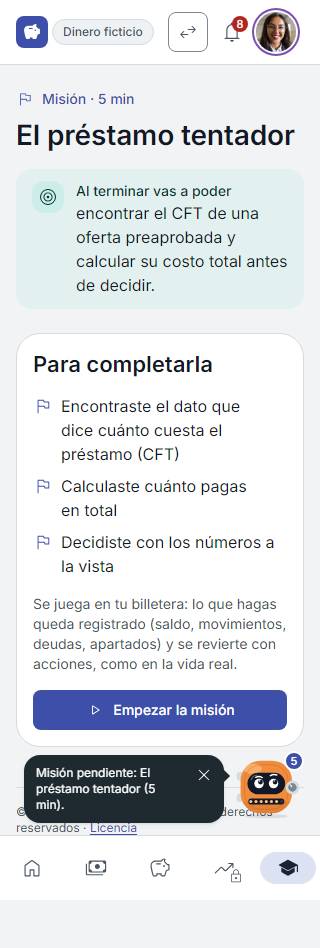 Dinero ficticio
8
Misión · 5 min
El préstamo tentador
Al terminar vas a poder
encontrar el CFT de una
oferta preaprobada y
calcular su costo total antes
de decidir.
Para completarla
Encontraste el dato que
dice cuánto cuesta el
préstamo (CFT)
Calculaste cuánto pagas
en total
Decidiste con los números a
la vista
Se juega en tu billetera: lo que hagas
queda registrado (saldo, movimientos,
deudas, apartados) y se revierte con
acciones, como en la vida real.
Empezar la misión
5
Misión pendiente: El
préstamo tentador (5
min).
©
derechos
reservados · Licencia